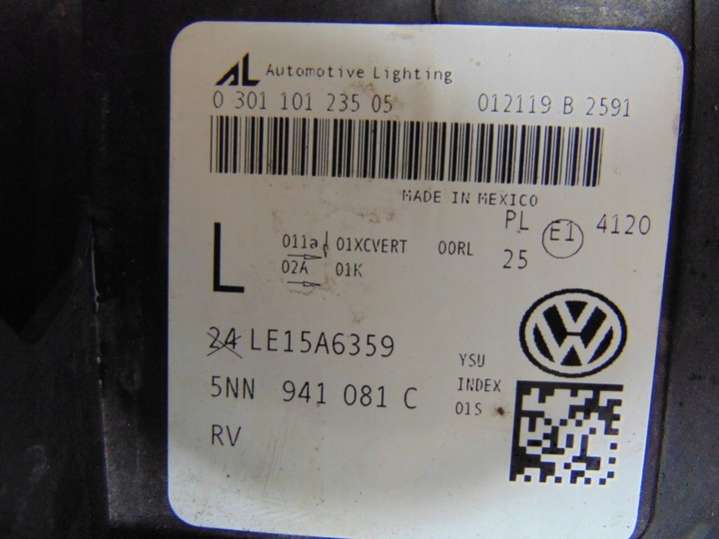 AL Automotive Lighting
0 301 101 235 05 012119 B 2591
MADE IN MEXICO
L 011a 01XCVERT 00RL PL E1 4120
02A 01K 25
24 LE15A6359
YSU
5NN 941 081 C INDEX
01S
RV